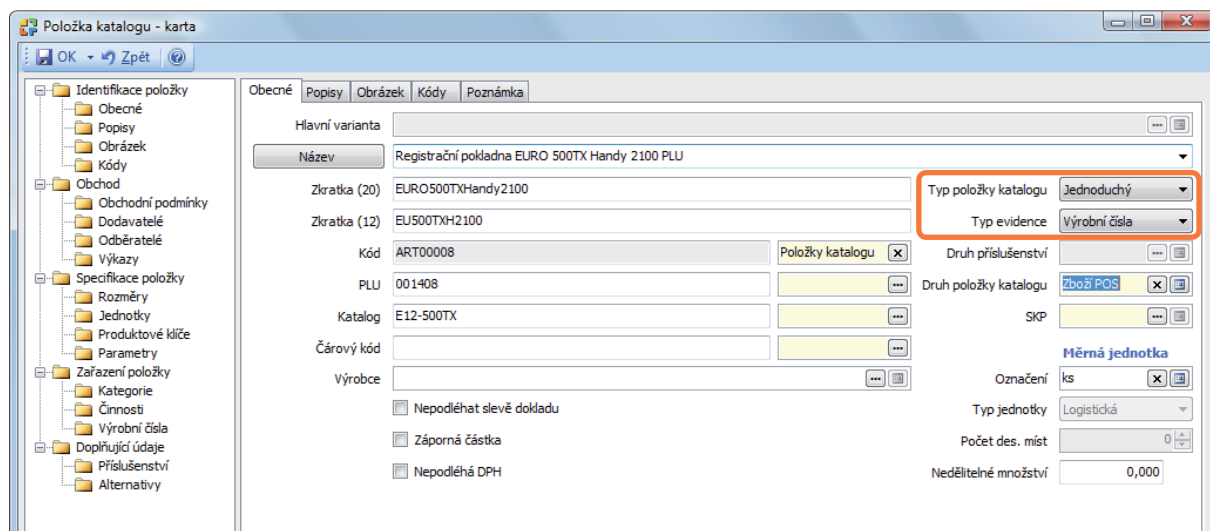 Položka katalogu - karta
OK Zpět
Identifikace položky
Obecné
Popisy
Obrázek
Kódy
Obchod
Obchodní podmínky
Dodavatelé
Odběratelé
Výkazy
Specifikace položky
Rozměry
Jednotky
Produktové klíče
Parametry
Zařazení položky
Kategorie
Činnosti
Výrobní čísla
Doplňující údaje
Příslušenství
Alternativy
Obecné Popisy Obrázek Kódy Poznámka
Hlavní varianta
Název Registrační pokladna EURO 500TX Handy 2100 PLU
Zkratka (20) EURO500TXHandy2100 Typ položky katalogu Jednoduchý
Zkratka (12) EU500TXH2100 Typ evidence Výrobní čísla
Kód ART00008 Položky katalogu Druh příslušenství
PLU 001408 Druh položky katalogu Zboží POS
Katalog E12-500TX SKP
Čárový kód Měrná jednotka
Výrobce Označení ks
Nepodléhat slevě dokladu Typ jednotky Logistická
Záporná částka Počet des. míst 0
Nepodléhá DPH Nedělitelné množství 0,000